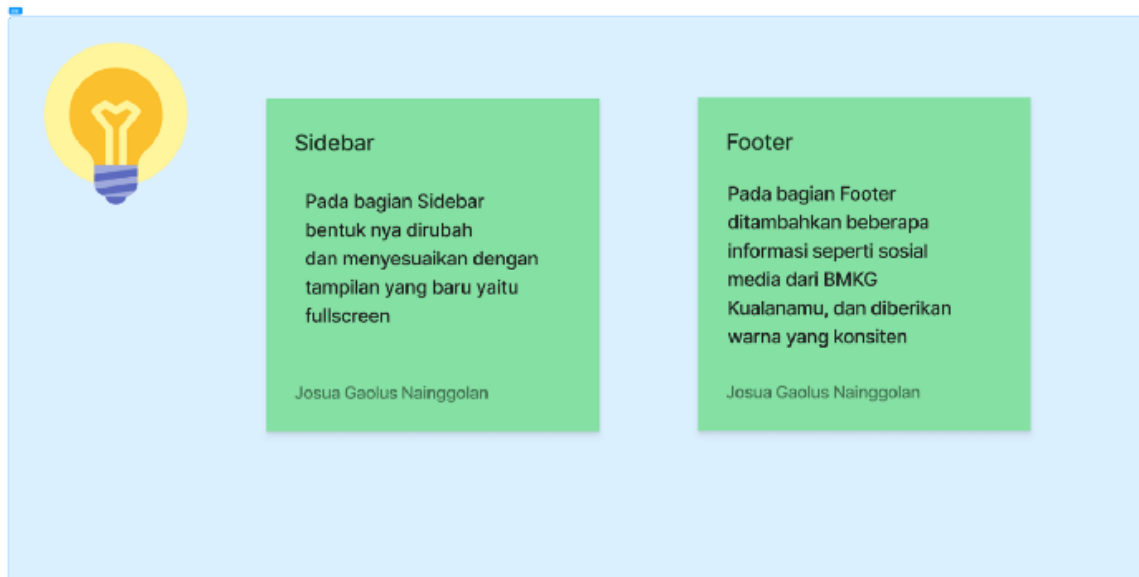 Sidebar
Pada bagian Sidebar
bentuk nya dirubah
dan menyesuaikan dengan
tampilan yang baru yaitu
fullscreen
Josua Gaolus Nainggolan
Footer
Pada bagian Footer
ditambahkan beberapa
informasi seperti sosial
media dari BMKG
Kualanamu, dan diberikan
warna yang konsiten
Josua Gaolus Nainggolan